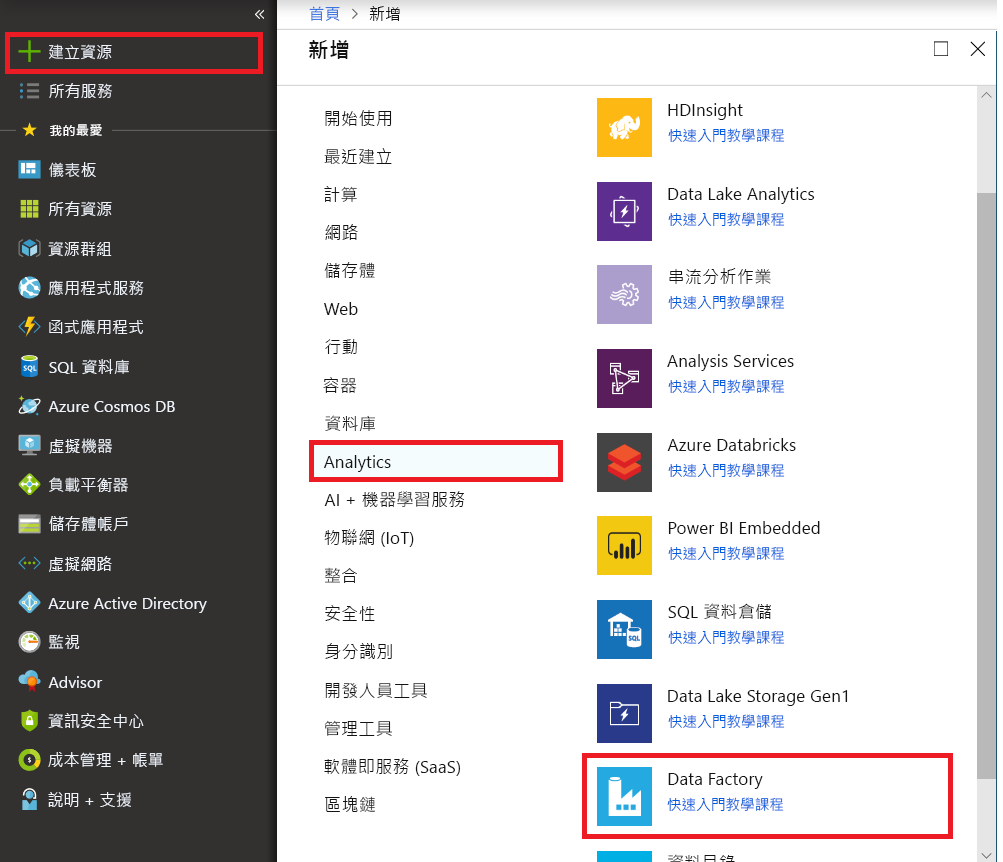 «
建立資源
所有服務
我的最愛
儀表板
所有資源
資源群組
應用程式服務
函式應用程式
SQL 資料庫
Azure Cosmos DB
虛擬機器
負載平衡器
儲存體帳戶
虛擬網路
Azure Active Directory
監視
Advisor
資訊安全中心
成本管理 + 帳單
說明 + 支援
首頁 > 新增
新增
開始使用
最近建立
計算
網路
儲存體
Web
行動
容器
資料庫
Analytics
AI + 機器學習服務
物聯網 (IoT)
整合
安全性
身分識別
開發人員工具
管理工具
軟體即服務 (SaaS)
區塊鏈
HDInsight
快速入門教學課程
Data Lake Analytics
快速入門教學課程
串流分析作業
快速入門教學課程
Analysis Services
快速入門教學課程
Azure Databricks
快速入門教學課程
Power BI Embedded
快速入門教學課程
SQL 資料倉儲
快速入門教學課程
Data Lake Storage Gen1
快速入門教學課程
Data Factory
快速入門教學課程
資料目錄